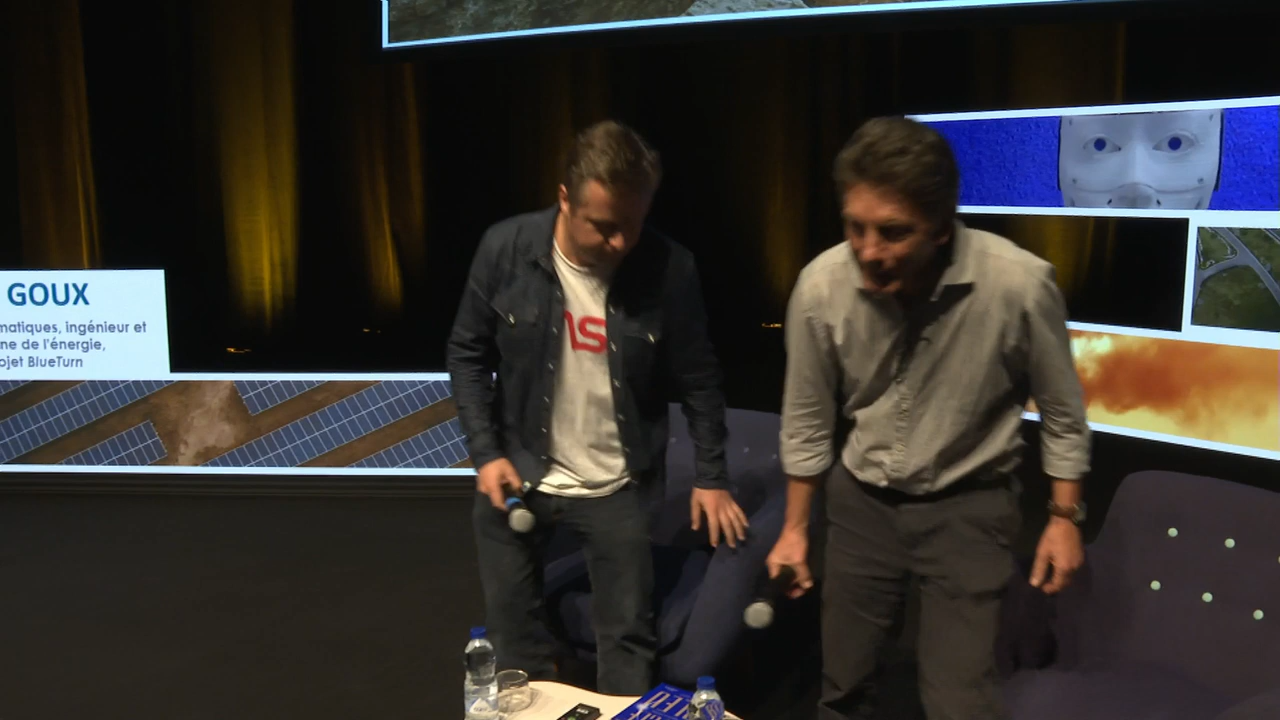 GOUX
matiques, ingénieur et
ne de l'énergie,
ojet BlueTurn